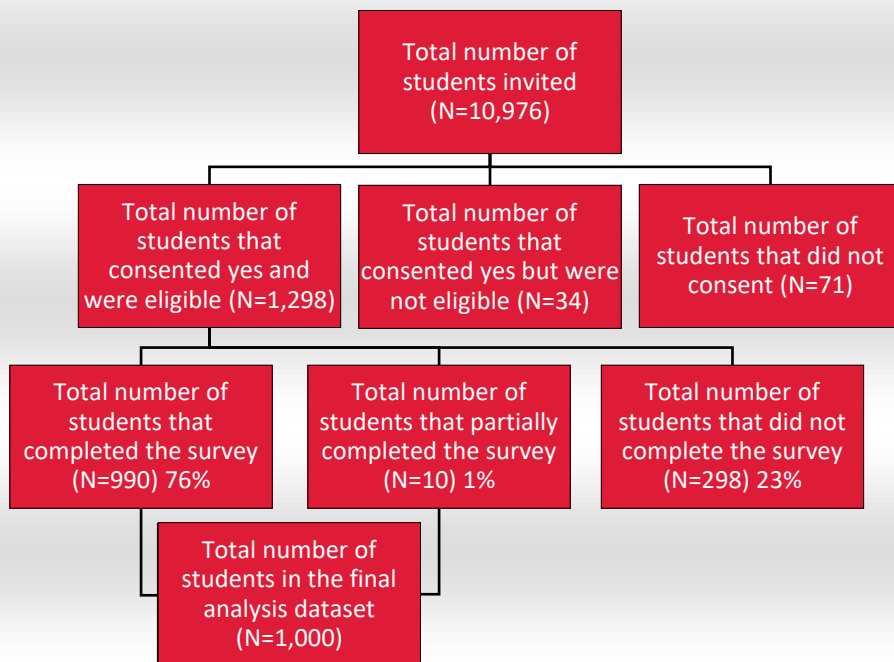 Total number of
students invited
(N=10,976)
Total number of
students that
consented yes and
were eligible (N=1,298)
Total number of
students that
consented yes but were
not eligible (N=34)
Total number of
students that did not
consent (N=71)
Total number of
students that
completed the survey
(N=990) 76%
Total number of
students that partially
completed the survey
(N=10) 1%
Total number of
students that did not
complete the survey
(N=298) 23%
Total number of
students in the final
analysis dataset
(N=1,000)